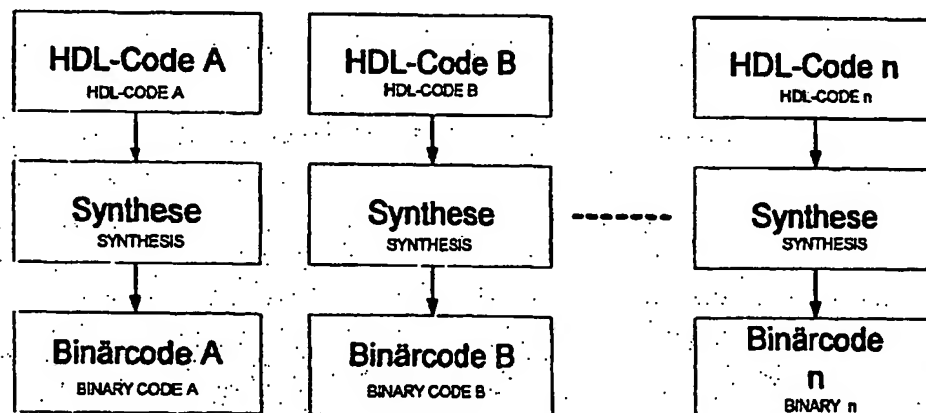 HDL-Code A
HDL-CODE A
HDL-Code B
HDL-CODE B
HDL-Code n
HDL-CODE n
Synthese
SYNTHESIS
Synthese
SYNTHESIS
Synthese
SYNTHESIS
Binärcode A
BINARY CODE A
Binärcode B
BINARY CODE B
Binärcode
n
BINARY n